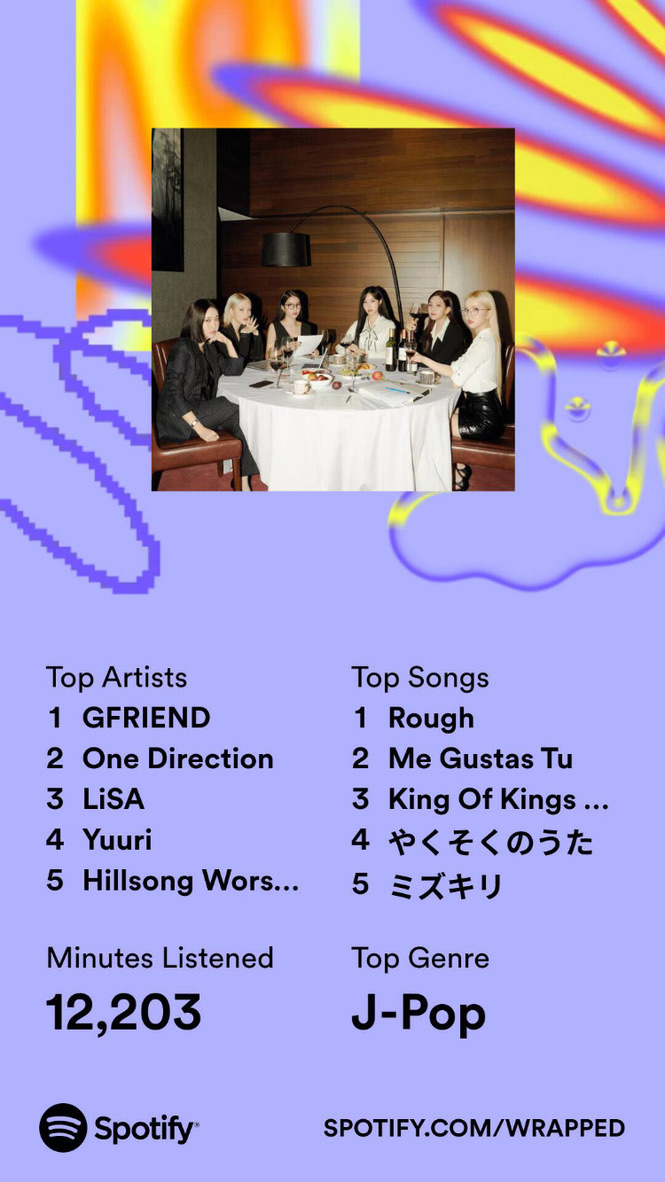 Top Artists
1 GFRIEND
2 One Direction
3 LiSA
4 Yuuri
5 Hillsong Wors...
Top Songs
1 Rough
2 Me Gustas Tu
3 King Of Kings ...
4 やくそくのうた
5 ミズキリ
Minutes Listened
12,203
Top Genre
J-Pop
Spotify®
SPOTIFY.COM/WRAPPED